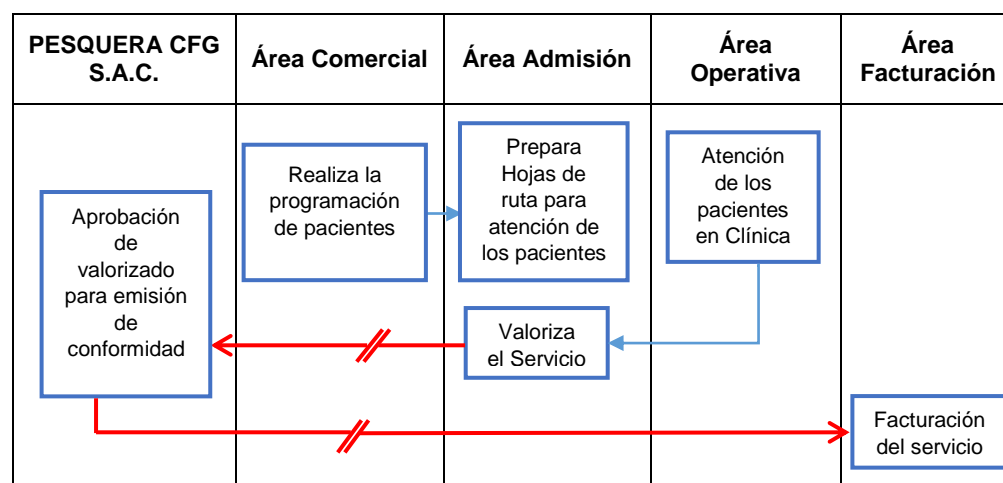 PESQUERA CFG
S.A.C.
Área Comercial
Área Admisión
Área
Operativa
Área
Facturación
Realiza la
programación
de pacientes
Prepara
Hojas de
ruta para
atención de
los pacientes
Atención
de los
pacientes
en Clínica
Aprobación
de
valorizado
para emisión
de
conformidad
Valoriza
el Servicio
Facturación
del servicio